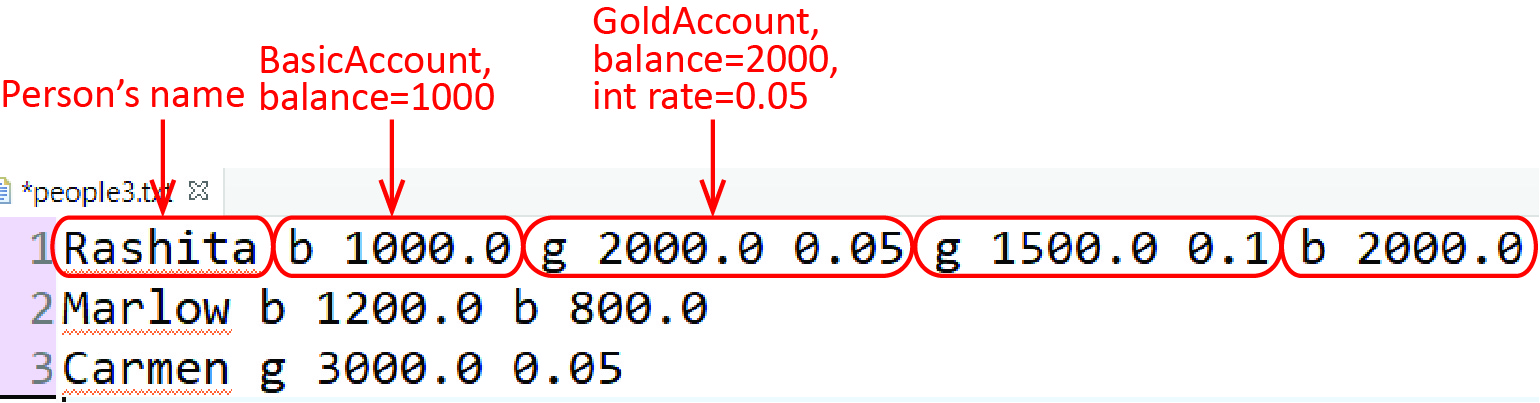 GoldAccount,
balance=2000,
int rate=0.05
BasicAccount,
balance=1000
Person’s name
*people3.txt
1 Rashita b 1000.0 g 2000.0 0.05 g 1500.0 0.1 b 2000.0
2 Marlow b 1200.0 b 800.0
3 Carmen g 3000.0 0.05